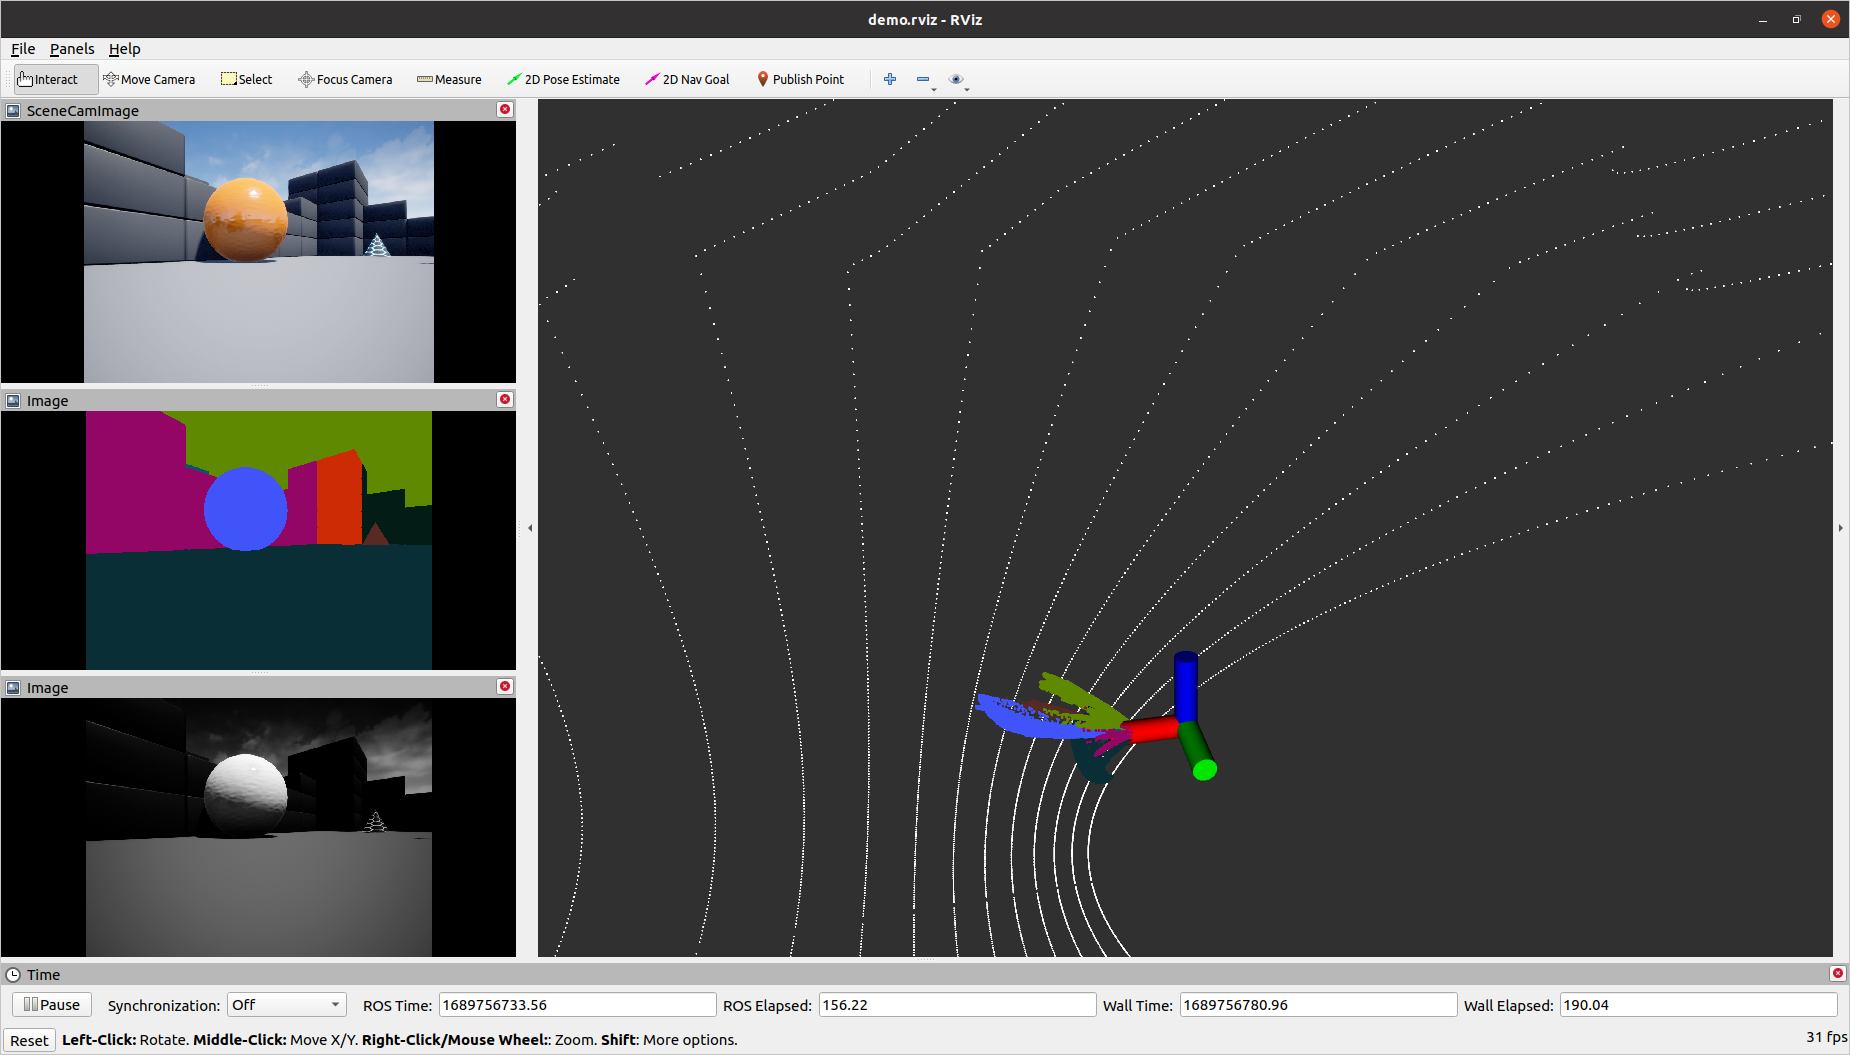 demo.rviz - RViz
File Panels Help
Interact Move Camera Select Focus Camera Measure 2D Pose Estimate 2D Nav Goal Publish Point
SceneCamImage
Image
Image
Time
Pause Synchronization: Off ROS Time: 1689756733.56 ROS Elapsed: 156.22 Wall Time: 1689756780.96 Wall Elapsed: 190.04
Reset Left-Click: Rotate. Middle-Click: Move X/Y. Right-Click/Mouse Wheel:: Zoom. Shift: More options. 31 fps